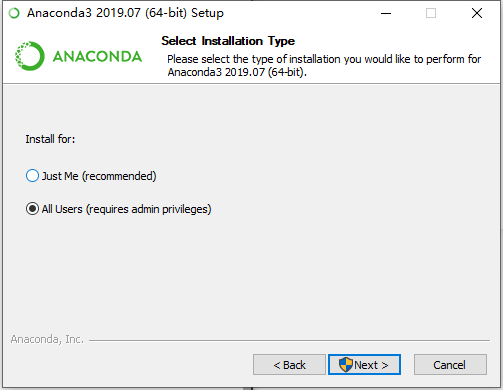 Anaconda3 2019.07 (64-bit) Setup
ANACONDA
Select Installation Type
Please select the type of installation you would like to perform for
Anaconda3 2019.07 (64-bit).
Install for:
Just Me (recommended)
All Users (requires admin privileges)
Anaconda, Inc.
< Back
Next >
Cancel